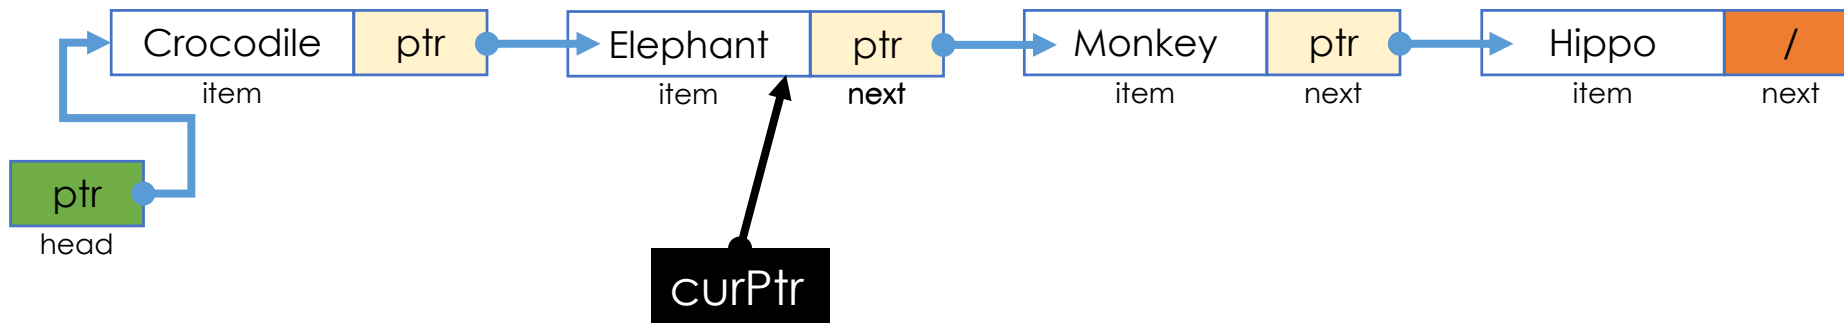 Crocodile ptr Elephant ptr Monkey ptr Hippo /
item item next item next item next
ptr
head
curPtr